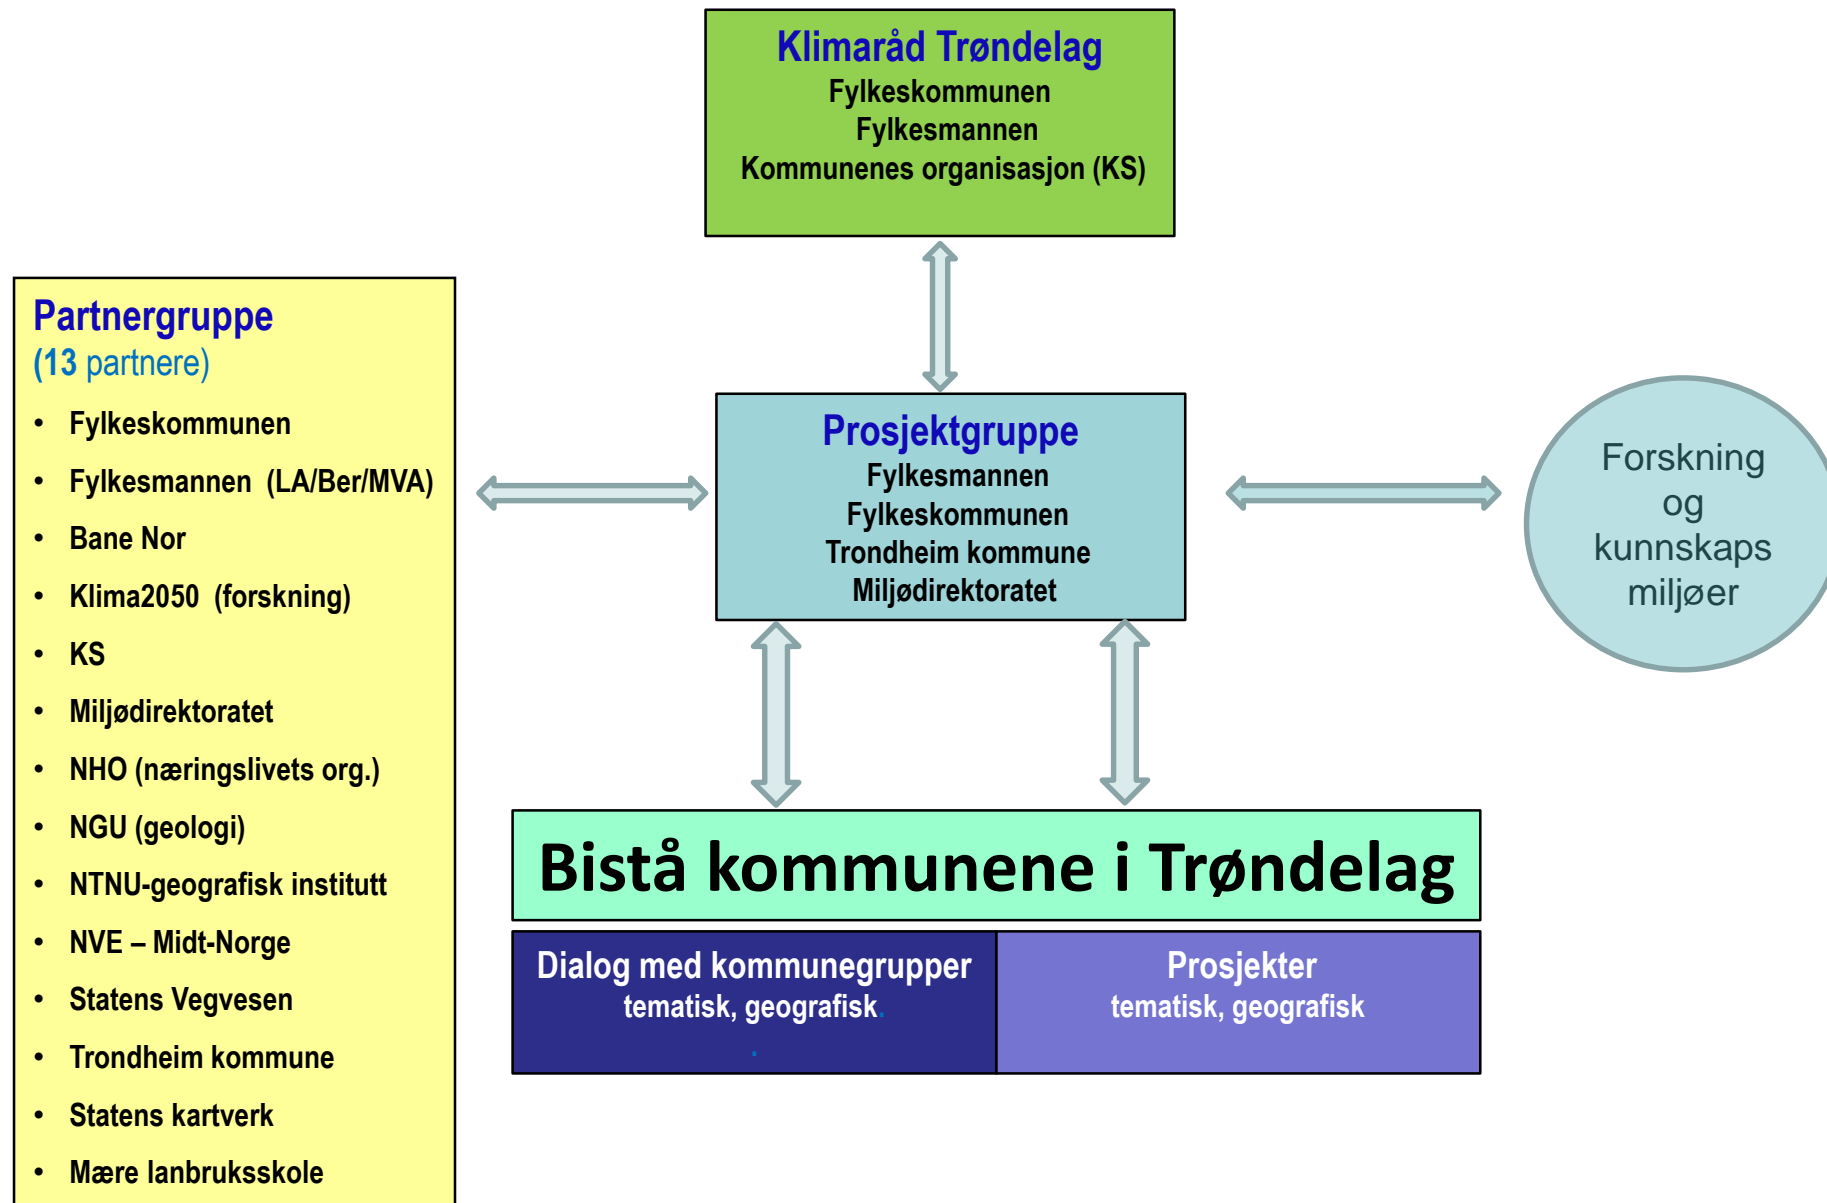 Klimaråd Trøndelag
Fylkeskommunen
Fylkesmannen
Kommunenes organisasjon (KS)
Partnergruppe
(13 partnere)
• Fylkeskommunen
• Fylkesmannen (LA/Ber/MVA)
• Bane Nor
• Klima2050 (forskning)
• KS
• Miljødirektoratet
• NHO (næringslivets org.)
• NGU (geologi)
• NTNU-geografisk institutt
• NVE – Midt-Norge
• Statens Vegvesen
• Trondheim kommune
• Statens kartverk
• Mære lanbruksskole
Prosjektgruppe
Fylkesmannen
Fylkeskommunen
Trondheim kommune
Miljødirektoratet
Forskning
og
kunnskaps
miljøer
Bistå kommunene i Trøndelag
Dialog med kommunegrupper
tematisk, geografisk.
.
Prosjekter
tematisk, geografisk